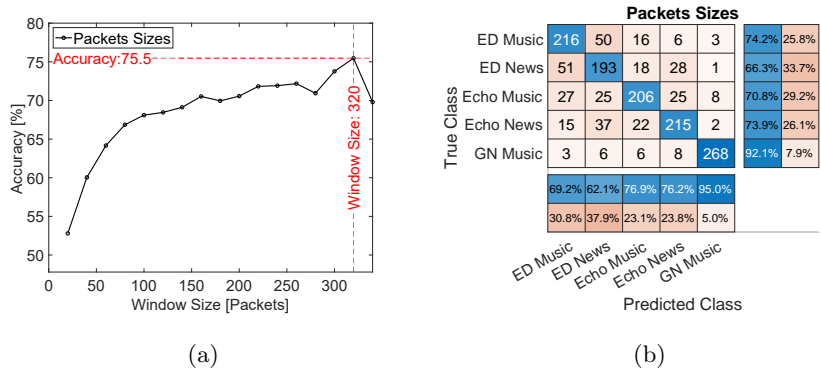 Packets Sizes
Accuracy:75.5
Window Size: 320
Accuracy [%]
80
75
70
65
60
55
50
0 50 100 150 200 250 300
Window Size [Packets]
(a)
Packets Sizes
True Class
ED Music 216 50 16 6 3 74.2% 25.8%
ED News 51 193 18 28 1 66.3% 33.7%
Echo Music 27 25 206 25 8 70.8% 29.2%
Echo News 15 37 22 215 2 73.9% 26.1%
GN Music 3 6 6 8 268 92.1% 7.9%
69.2% 62.1% 76.9% 76.2% 95.0%
30.8% 37.9% 23.1% 23.8% 5.0%
ED Music ED News Echo Music Echo News GN Music
Predicted Class
(b)